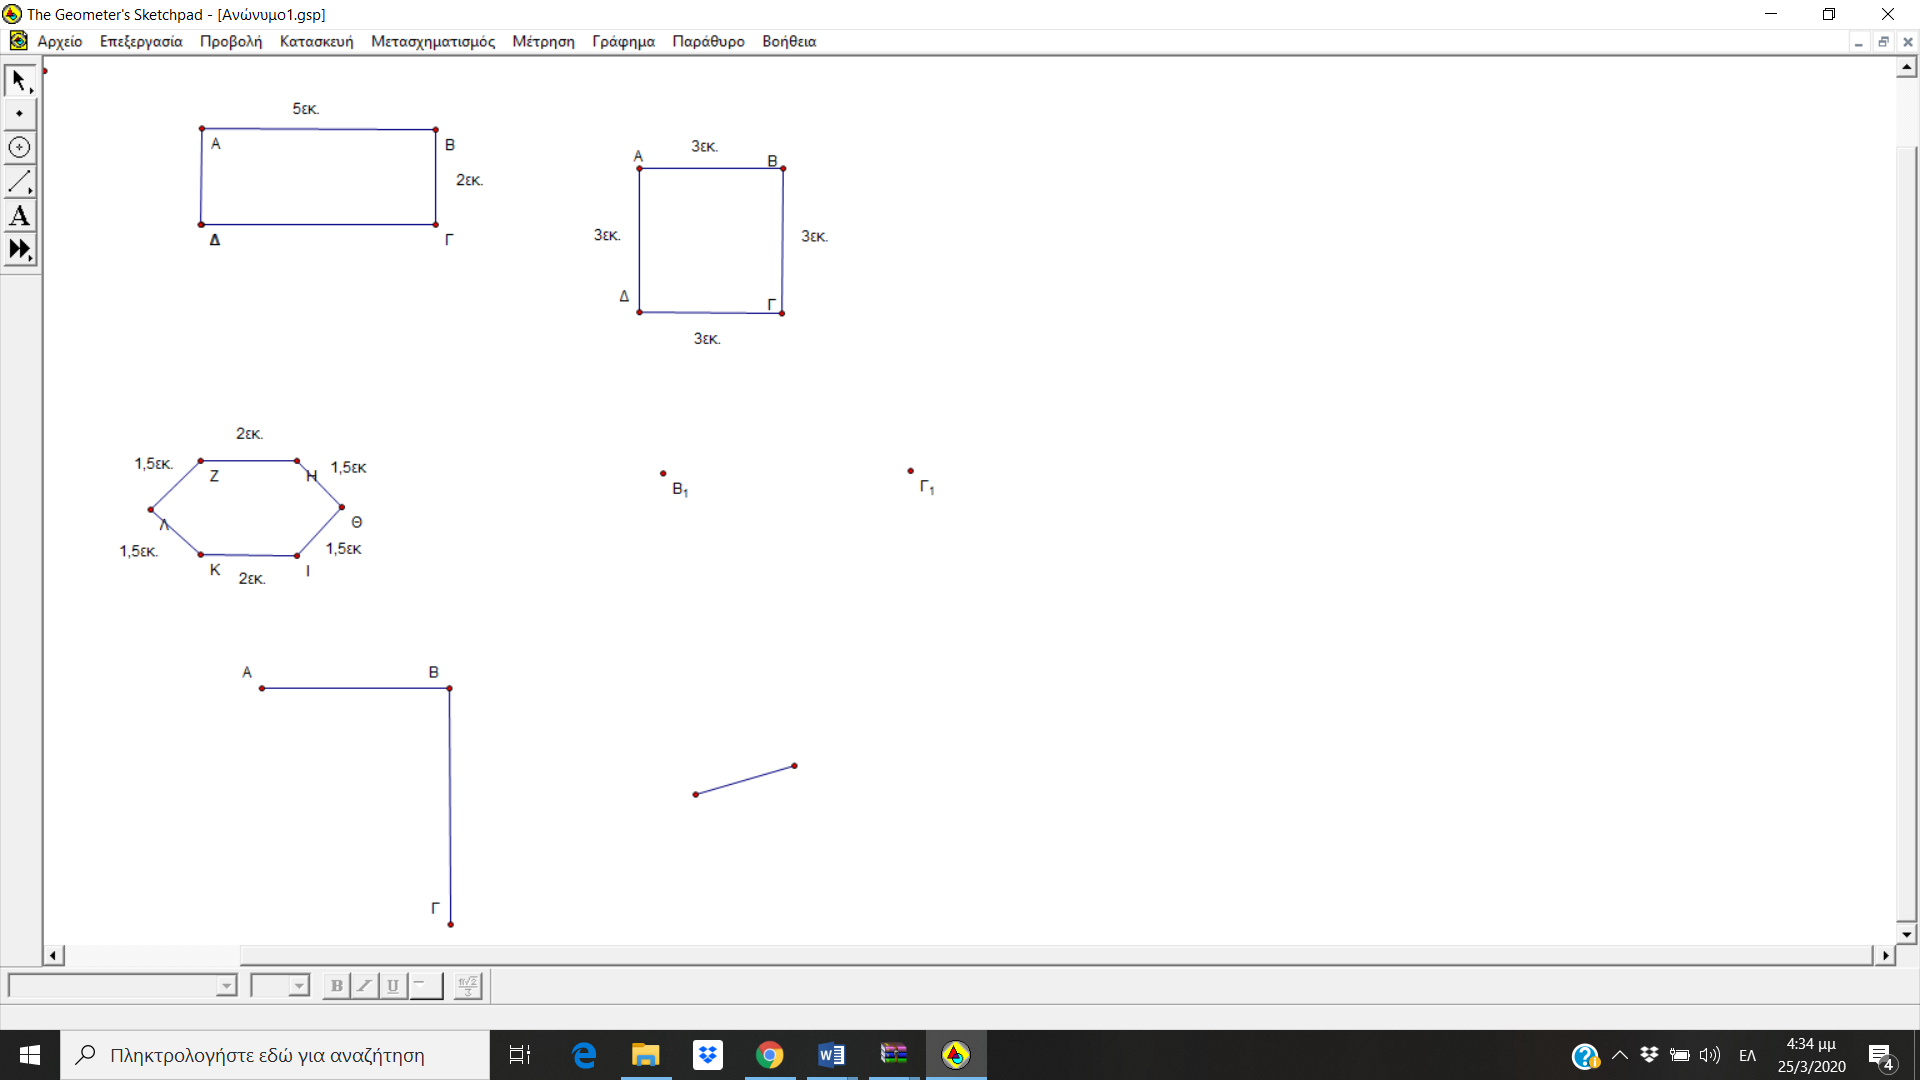 The Geometer's Sketchpad - [Ανώνυμο1.gsp]
Αρχείο Επεξεργασία Προβολή Κατασκευή Μετασχηματισμός Μέτρηση Γράφημα Παράθυρο Βοήθεια
A
5εκ.
Α
Β
2εκ.
Δ
Γ
3εκ.
Α
Β
3εκ.
3εκ.
Δ
Γ
3εκ.
2εκ.
1,5εκ.
Ζ
Η
1,5εκ
Λ
Θ
1,5εκ.
1,5εκ
Κ
Ι
2εκ.
Β₁
Γ₁
Α
Β
Γ
B I U
Πληκτρολογήστε εδώ για αναζήτηση
ΕΛ
4:34 μμ
25/3/2020
4